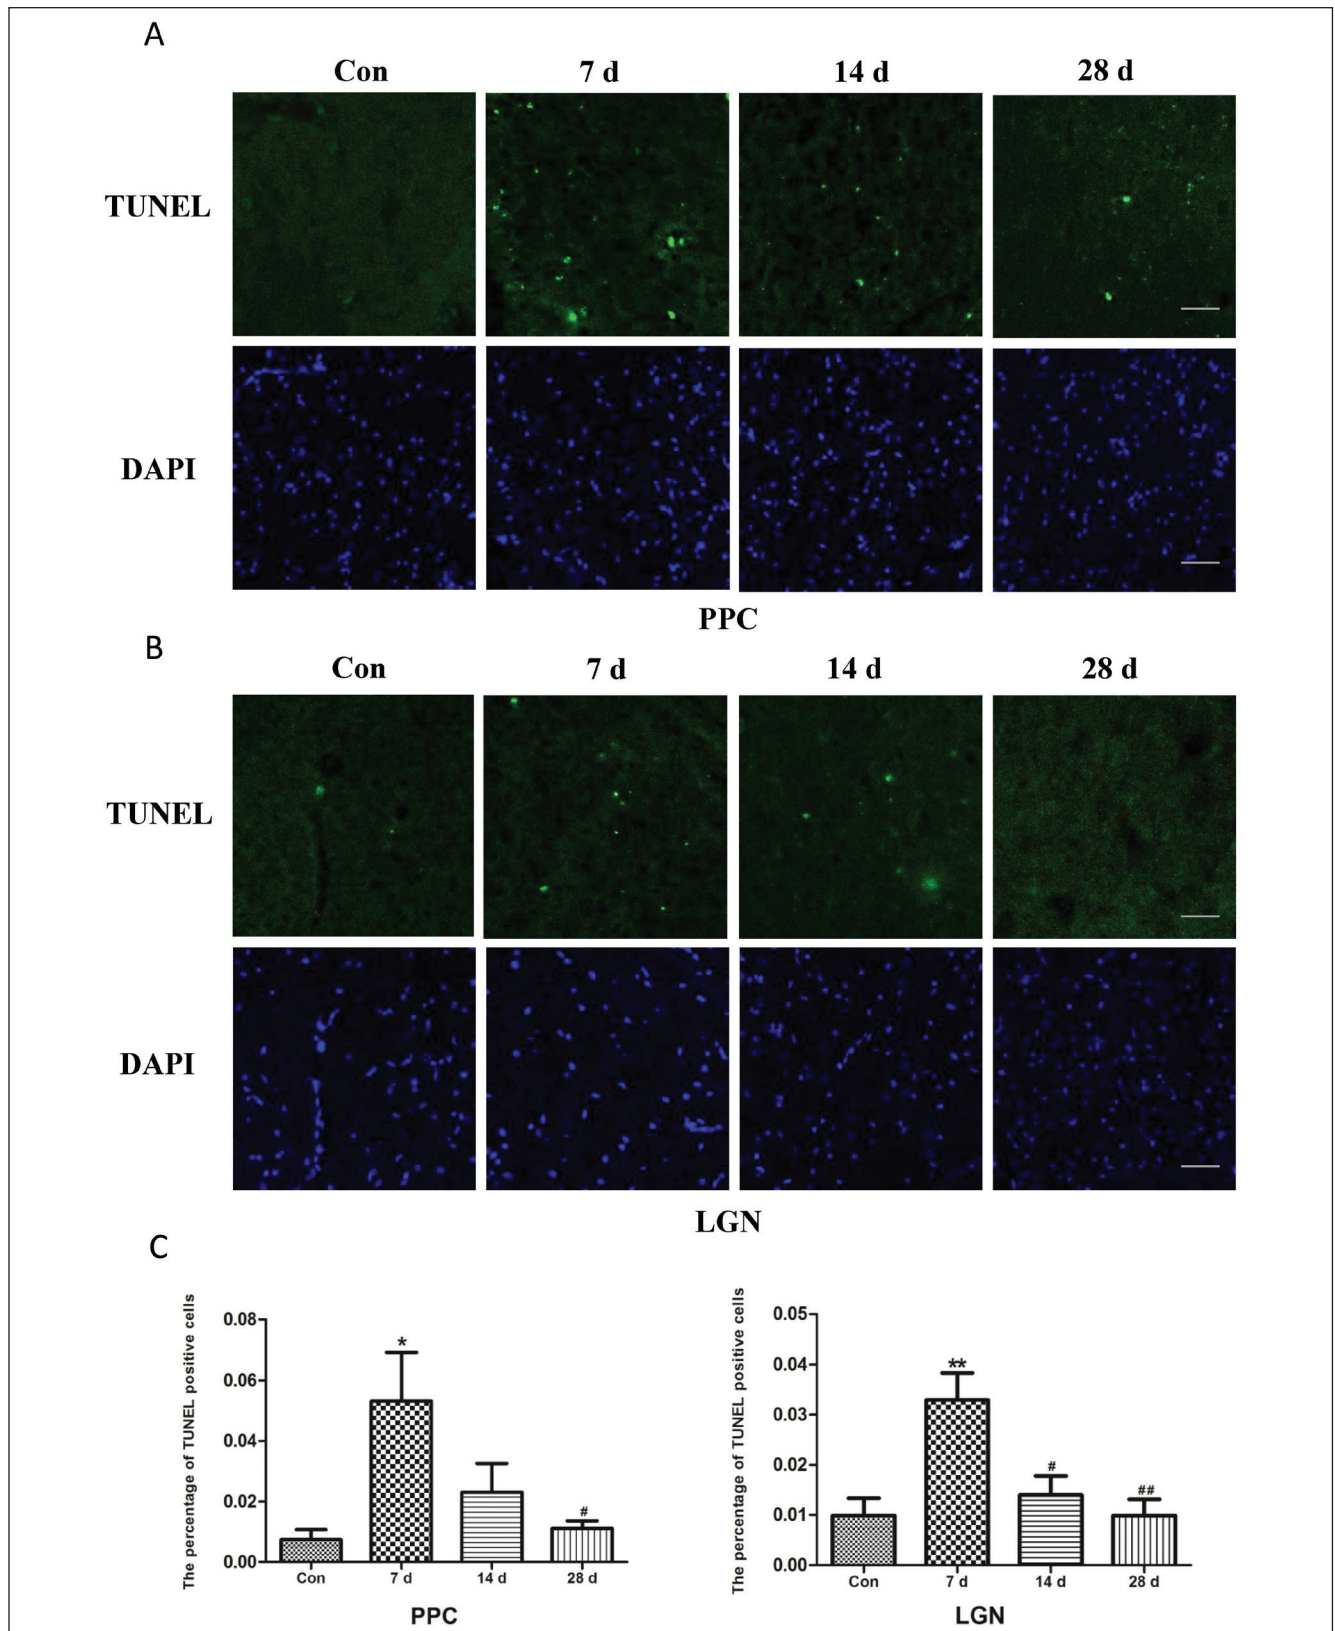 A
Con 7 d 14 d 28 d
TUNEL
DAPI
PPC
B
Con 7 d 14 d 28 d
TUNEL
DAPI
LGN
C
The percentage of TUNEL positive cells
0.08
0.06
0.04
0.02
0.00
*
#
Con 7 d 14 d 28 d
PPC
The percentage of TUNEL positive cells
0.05
0.04
0.03
0.02
0.01
0.00
**
#
##
Con 7 d 14 d 28 d
LGN